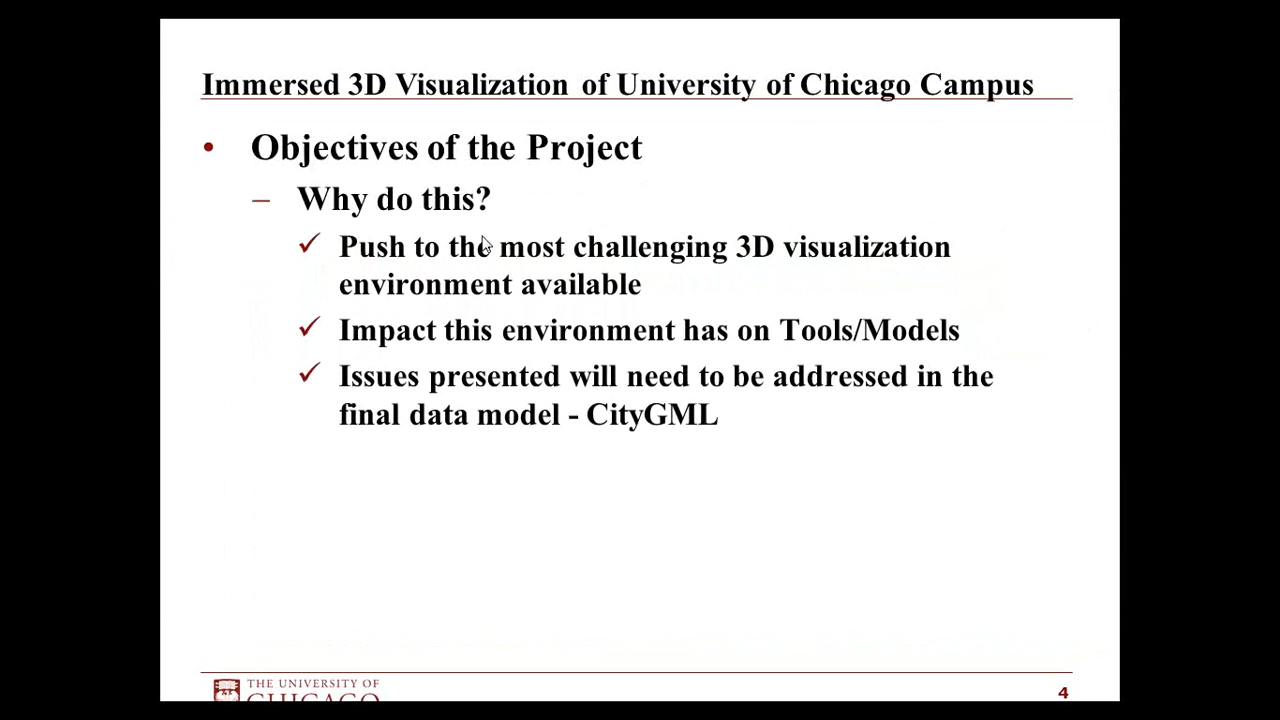 Immersed 3D Visualization of University of Chicago Campus
• Objectives of the Project
– Why do this?
✓ Push to the most challenging 3D visualization
environment available
✓ Impact this environment has on Tools/Models
✓ Issues presented will need to be addressed in the
final data model - CityGML
THE UNIVERSITY OF
CHICAGO
4